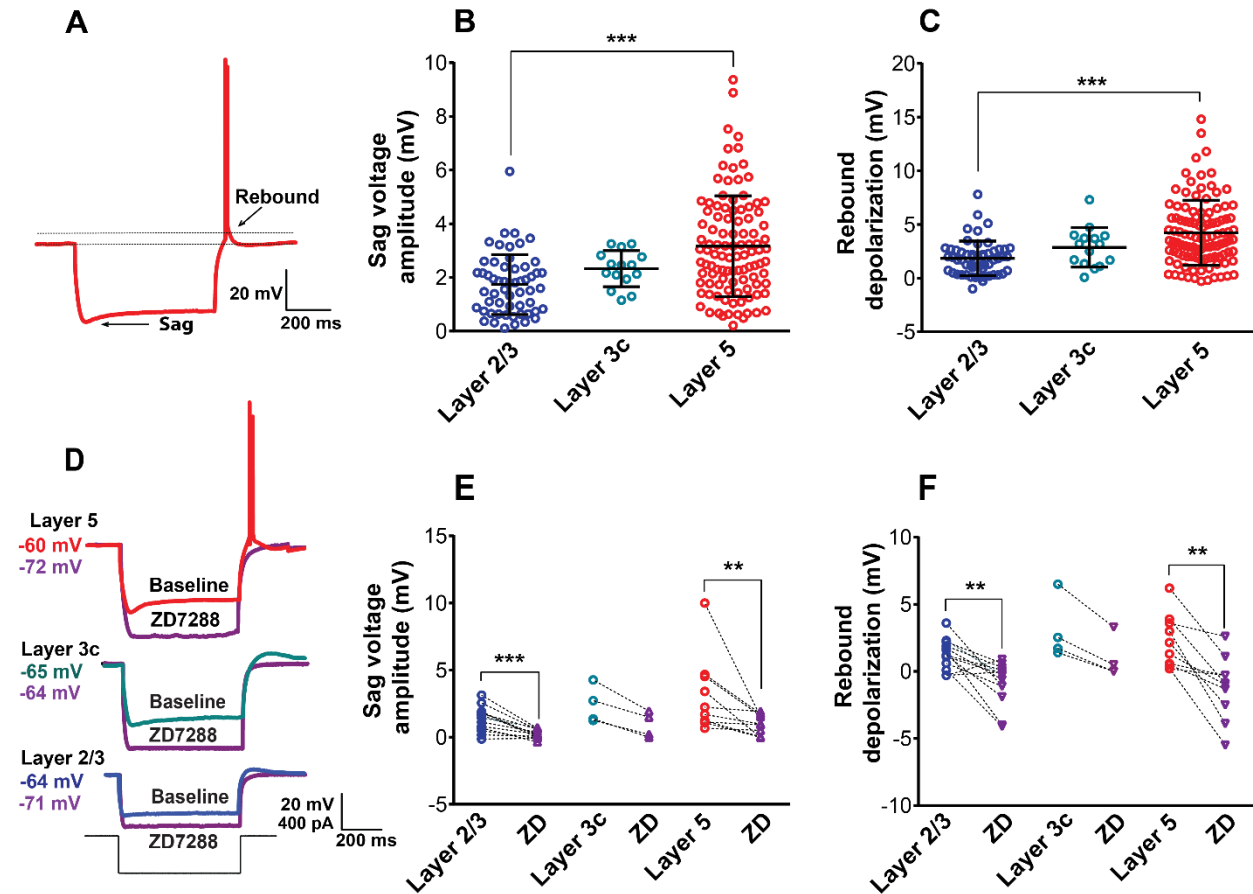 A
Rebound
20 mV
200 ms
Sag
B
Sag voltage
amplitude (mV)
10
8
6
4
2
0
***
Layer 2/3
Layer 3c
Layer 5
C
Rebound
depolarization (mV)
20
15
10
5
0
-5
***
Layer 2/3
Layer 3c
Layer 5
D
Layer 5
-60 mV
-72 mV
Baseline
ZD7288
Layer 3c
-65 mV
-64 mV
Baseline
ZD7288
Layer 2/3
-64 mV
-71 mV
Baseline
ZD7288
20 mV
400 pA
200 ms
E
Sag voltage
amplitude (mV)
15
10
5
0
-5
***
**
Layer 2/3
ZD
Layer 3c
ZD
Layer 5
ZD
F
Rebound
depolarization (mV)
10
5
0
-5
-10
**
**
Layer 2/3
ZD
Layer 3c
ZD
Layer 5
ZD